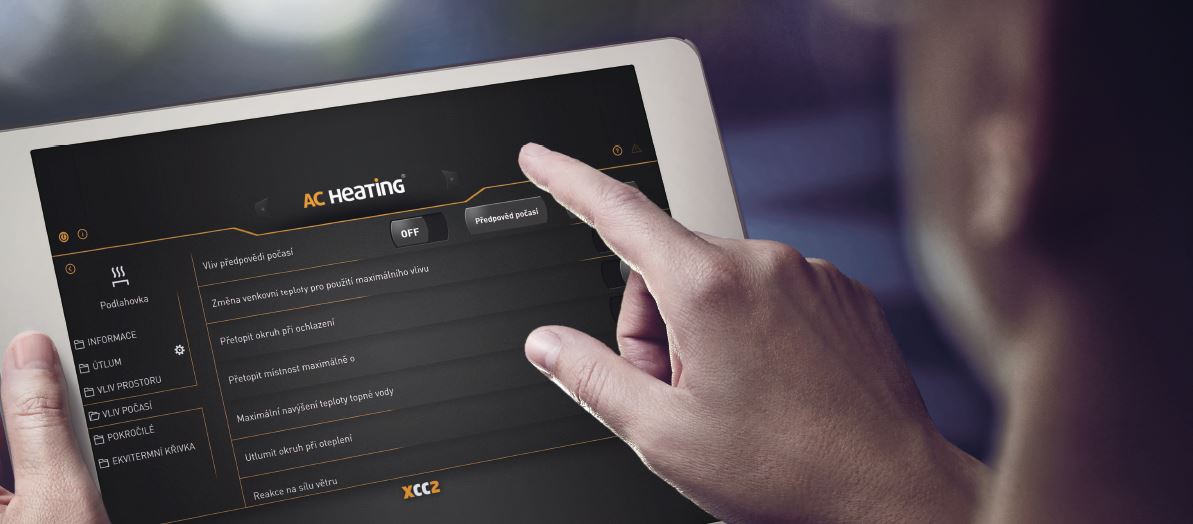 AC Heating
OFF
Předpověd počasí
Podlahovka
INFORMACE
ÚTLUM
VLIV PROSTORU
VLIV POČASÍ
POKROČILÉ
EKVITERMNÍ KŘIVKA
Vliv předpovědi počasí
Změna venkovní teploty pro použití maximálního vlivu
Přetopit okruh při ochlazení
Přetopit místnost maximálně o
Maximální navýšení teploty topné vody
Utlumit okruh při oteplení
Reakce na sílu větru
XCC2